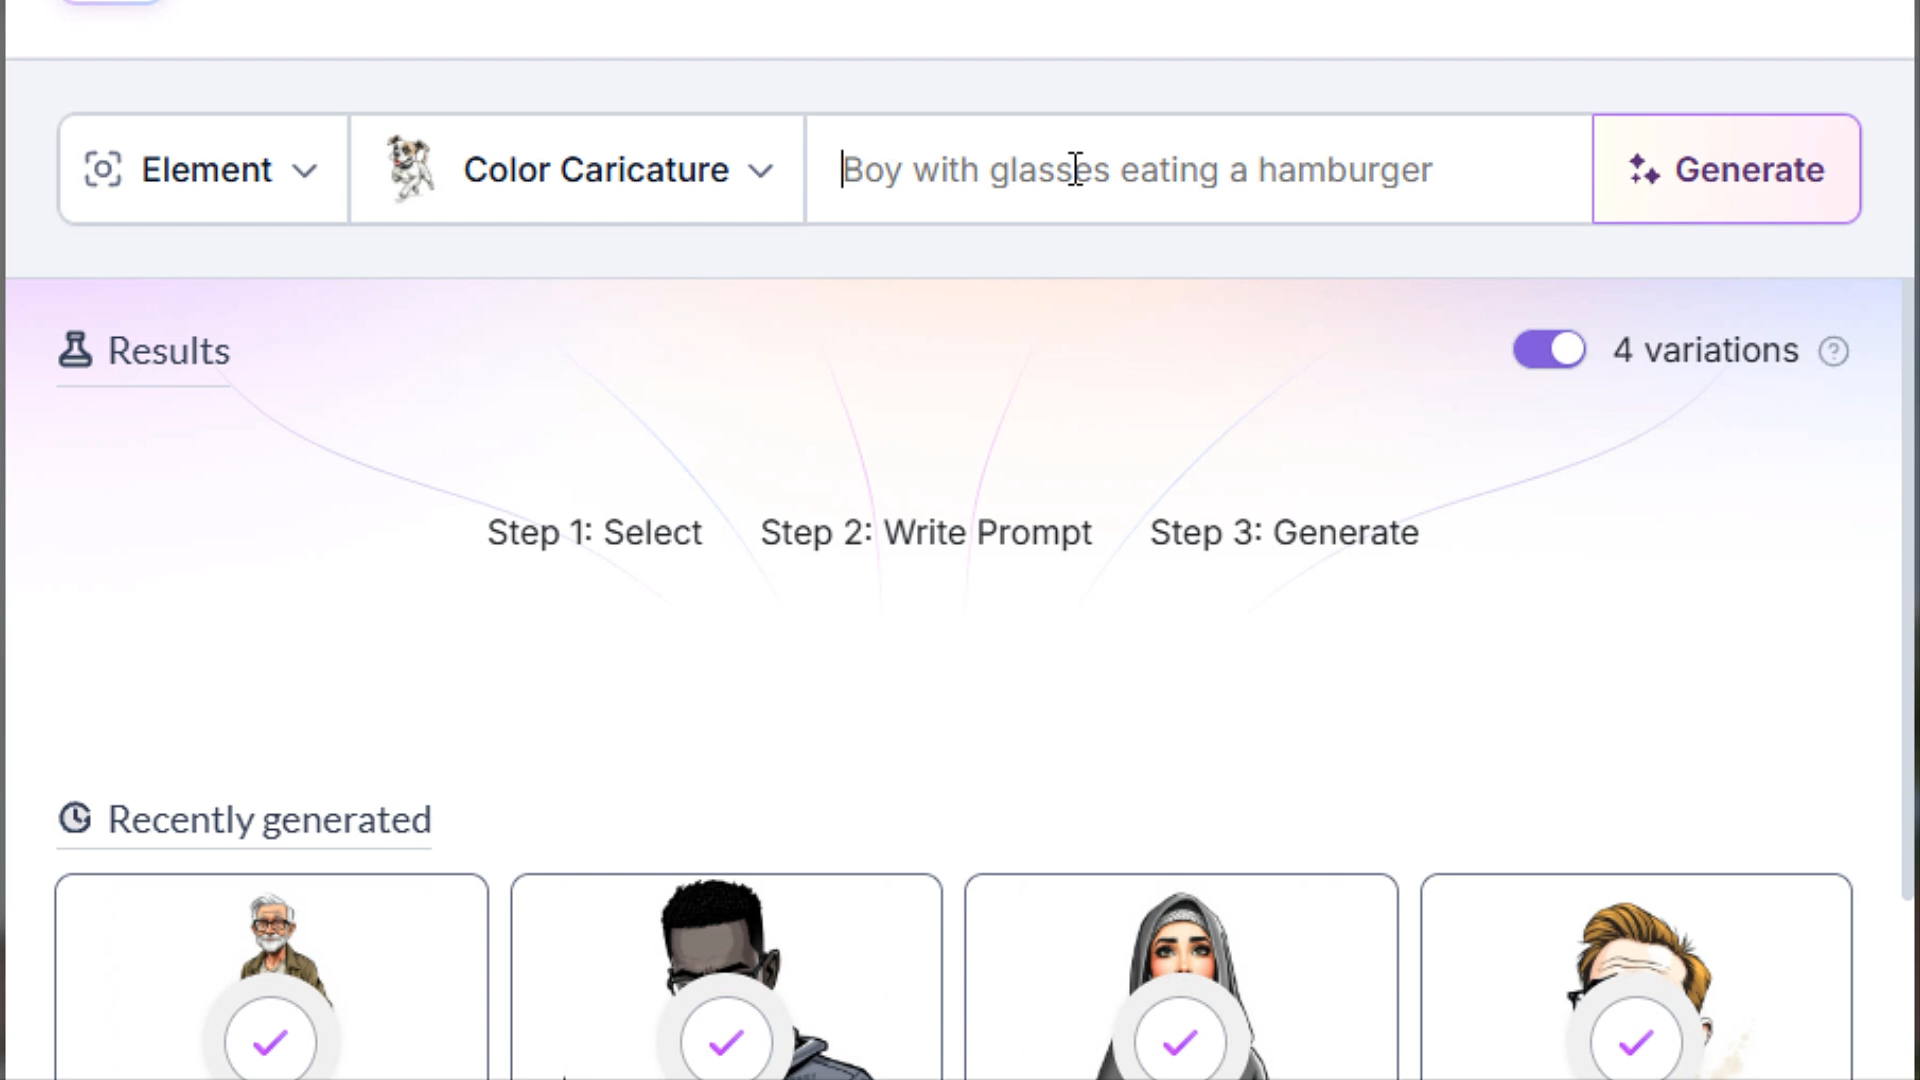 Element
Color Caricature
Boy with glasses eating a hamburger
Generate
Results
4 variations
Step 1: Select
Step 2: Write Prompt
Step 3: Generate
Recently generated